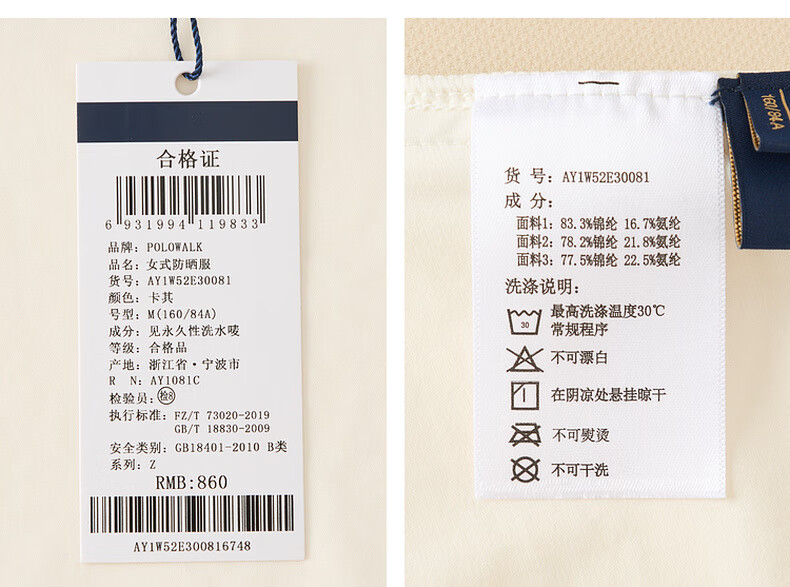 合格证
6 931994 119833
品牌: POLOWALK
品名: 女式防晒服
货号: AY1W52E30081
颜色: 卡其
号型: M(160/84A)
成分: 见永久性洗水唛
等级: 合格品
产地: 浙江省·宁波市
R N: AY1081C
检验员: 检8
执行标准: FZ/T 73020-2019
GB/T 18830-2009
安全类别: GB18401-2010 B类
系列: Z
RMB:860
AY1W52E300816748
货 号: AY1W52E30081
成 分:
面料1: 83.3%锦纶 16.7%氨纶
面料2: 78.2%锦纶 21.8%氨纶
面料3: 77.5%锦纶 22.5%氨纶
洗涤说明:
30
最高洗涤温度30℃
常规程序
不可漂白
在阴凉处悬挂晾干
不可熨烫
不可干洗
160/84A